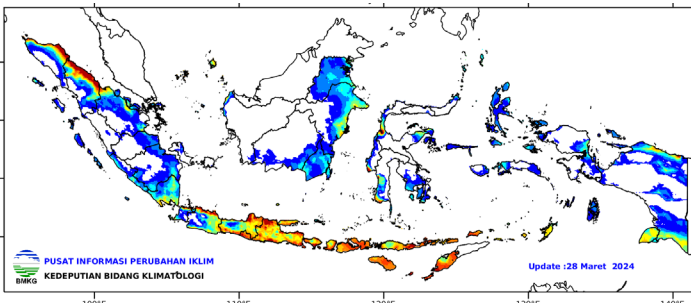 PUSAT INFORMASI PERUBAHAN IKLIM
KEDEPUTIAN BIDANG KLIMATOLOGI
BMKG
Update :28 Maret 2024